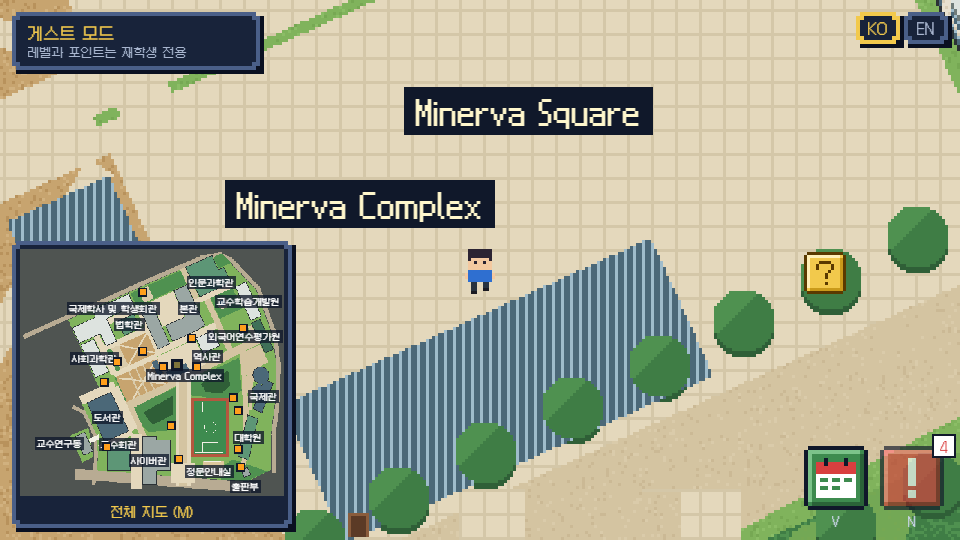 게스트 모드
레벨과 포인트는 재학생 전용
KO
EN
Minerva Square
Minerva Complex
인문과학관
국제학사 및 학생회관
본관
교수학습개발원
법학관
외국어연수평가원
사회과학관
역사관
Minerva Complex
국제관
도서관
교수연구동
수회관
대학원
사이버관
정문안내실
출판부
전체 지도 (M)
?
4
!
V
N